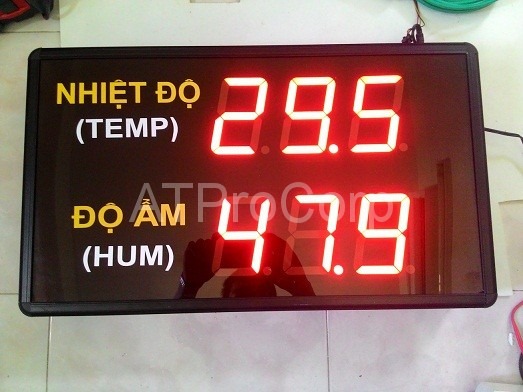 NHIỆT ĐỘ 29.5
(TEMP)
ATProCorp
ĐỘ ẨM 47.9
(HUM)